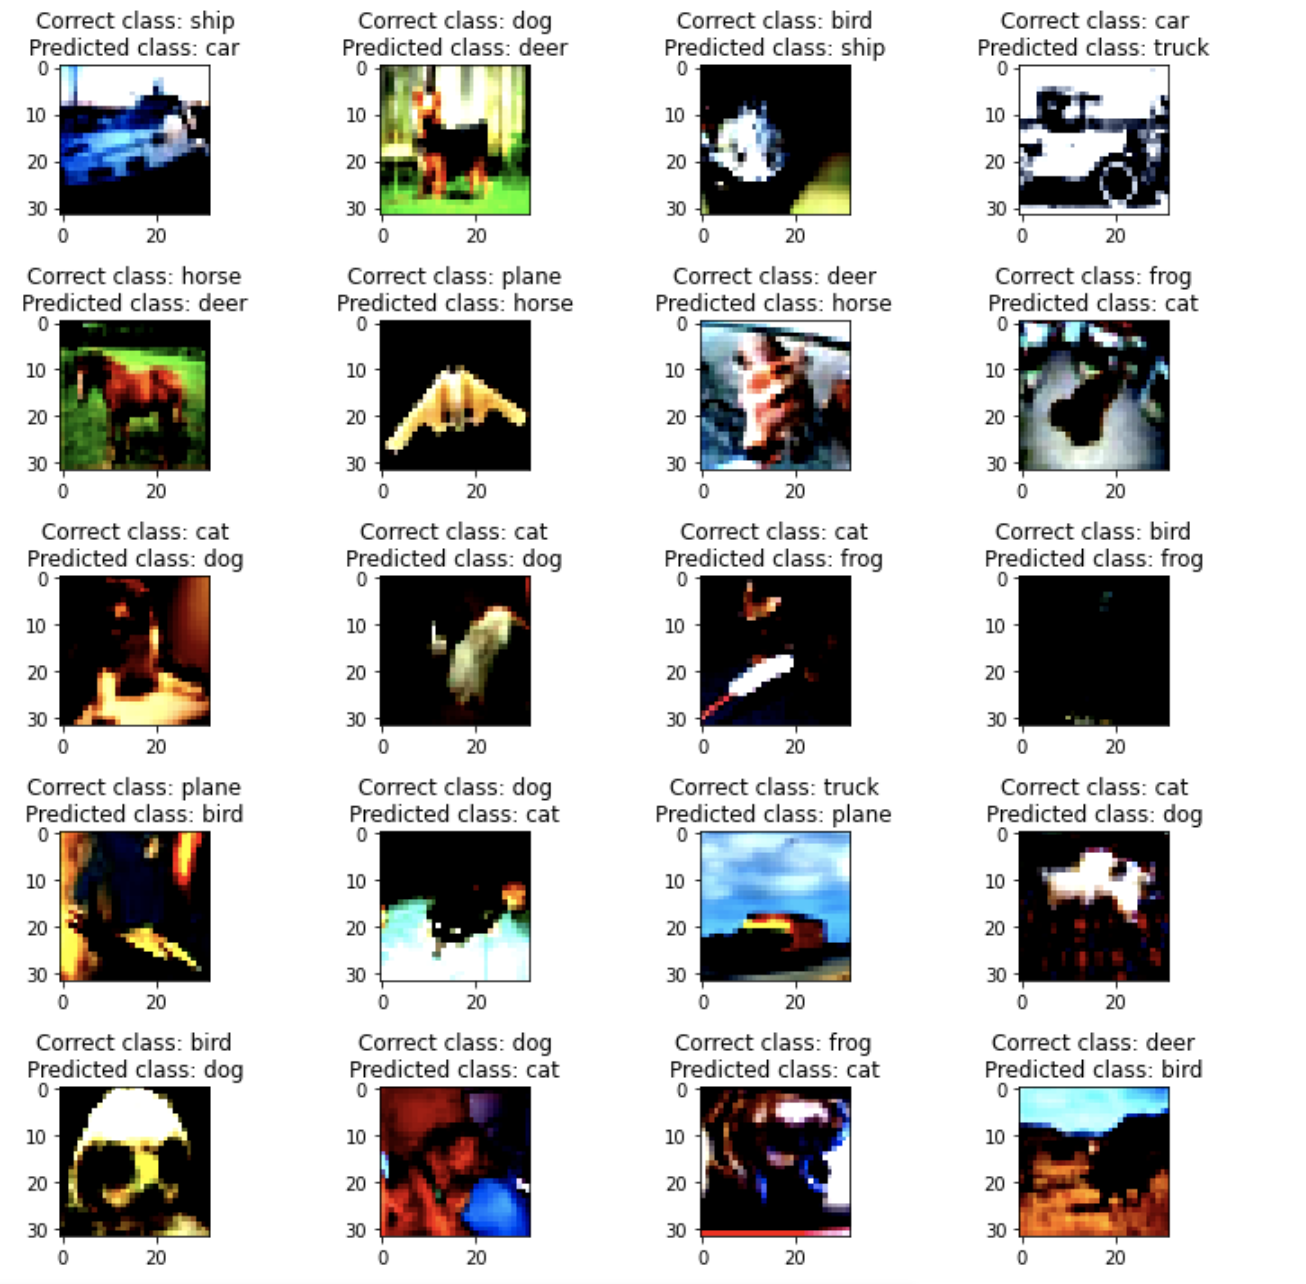 Correct class: ship
Predicted class: car
Correct class: dog
Predicted class: deer
Correct class: bird
Predicted class: ship
Correct class: car
Predicted class: truck
0
10
20
30
0 20
0
10
20
30
0 20
0
10
20
30
0 20
0
10
20
30
0 20
Correct class: horse
Predicted class: deer
Correct class: plane
Predicted class: horse
Correct class: deer
Predicted class: horse
Correct class: frog
Predicted class: cat
0
10
20
30
0 20
0
10
20
30
0 20
0
10
20
30
0 20
0
10
20
30
0 20
Correct class: cat
Predicted class: dog
Correct class: cat
Predicted class: dog
Correct class: cat
Predicted class: frog
Correct class: bird
Predicted class: frog
0
10
20
30
0 20
0
10
20
30
0 20
0
10
20
30
0 20
0
10
20
30
0 20
Correct class: plane
Predicted class: bird
Correct class: dog
Predicted class: cat
Correct class: truck
Predicted class: plane
Correct class: cat
Predicted class: dog
0
10
20
30
0 20
0
10
20
30
0 20
0
10
20
30
0 20
0
10
20
30
0 20
Correct class: bird
Predicted class: dog
Correct class: dog
Predicted class: cat
Correct class: frog
Predicted class: cat
Correct class: deer
Predicted class: bird
0
10
20
30
0 20
0
10
20
30
0 20
0
10
20
30
0 20
0
10
20
30
0 20